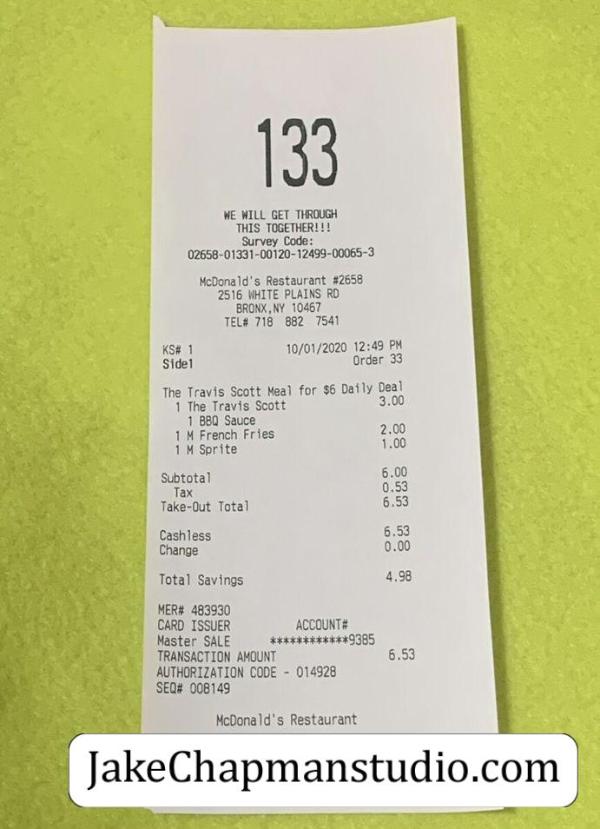 133
WE WILL GET THROUGH
THIS TOGETHER!!!
Survey Code:
02658-01331-00120-12499-00065-3
McDonald's Restaurant #2658
2516 WHITE PLAINS RD
BRONX,NY 10467
TEL# 718 882 7541
KS# 1 10/01/2020 12:49 PM
Side1 Order 33
The Travis Scott Meal for $6 Daily Deal
1 The Travis Scott 3.00
1 BBQ Sauce
1 M French Fries 2.00
1 M Sprite 1.00
Subtotal 6.00
Tax 0.53
Take-Out Total 6.53
Cashless 6.53
Change 0.00
Total Savings 4.98
MER# 483930
CARD ISSUER ACCOUNT#
Master SALE ************9385
TRANSACTION AMOUNT 6.53
AUTHORIZATION CODE - 014928
SEQ# 008149
McDonald's Restaurant
JakeChapmanstudio.com